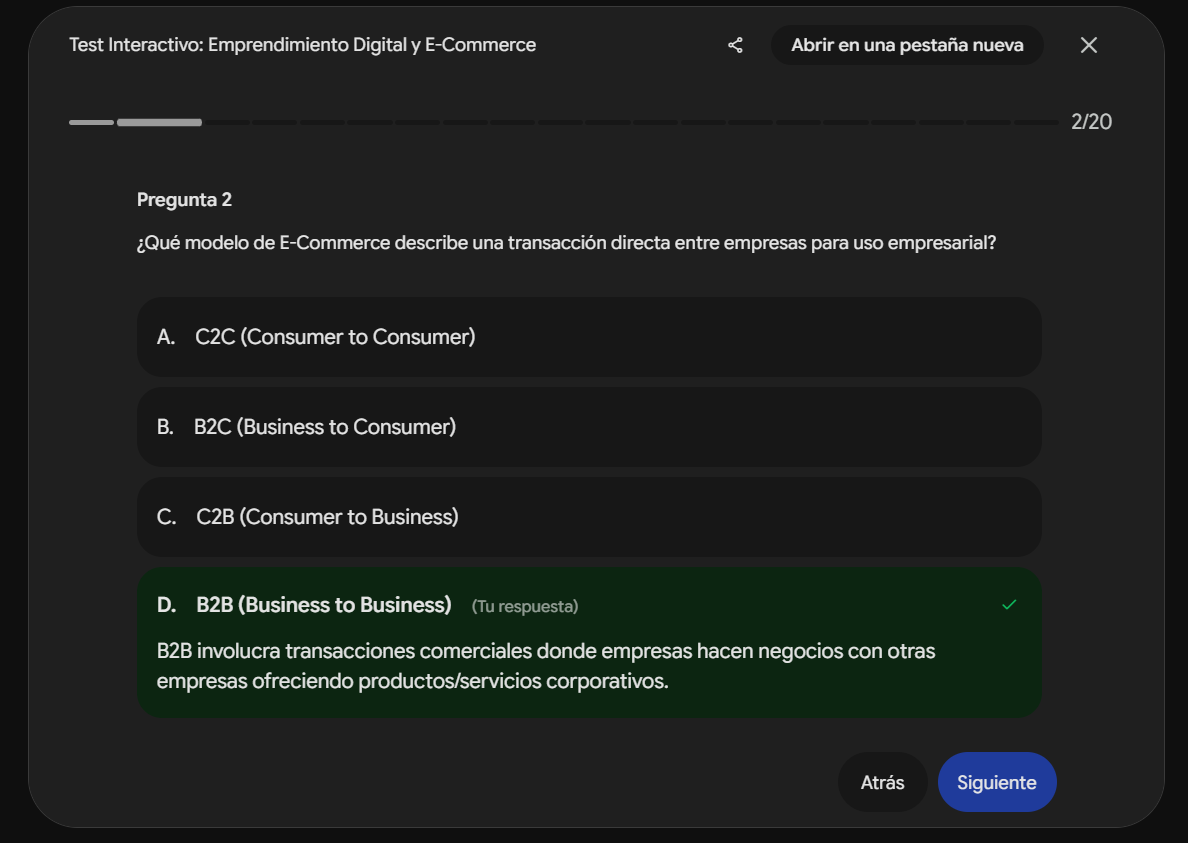 Test Interactivo: Emprendimiento Digital y E-Commerce
Abrir en una pestaña nueva
2/20
Pregunta 2
¿Qué modelo de E-Commerce describe una transacción directa entre empresas para uso empresarial?
A. C2C (Consumer to Consumer)
B. B2C (Business to Consumer)
C. C2B (Consumer to Business)
D. B2B (Business to Business) (Tu respuesta)
B2B involucra transacciones comerciales donde empresas hacen negocios con otras
empresas ofreciendo productos/servicios corporativos.
Atrás
Siguiente